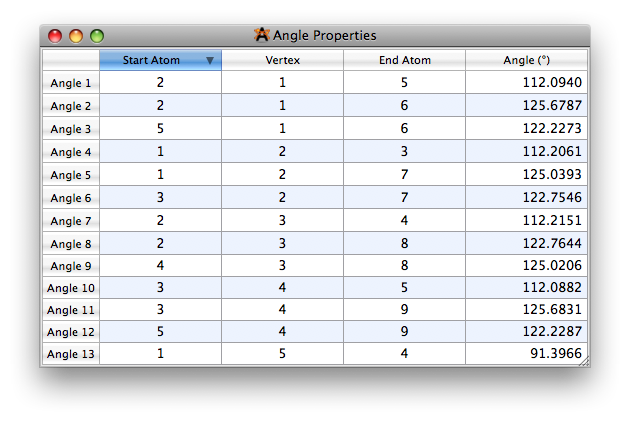 Angle Properties
Start Atom Vertex End Atom Angle (°)
Angle 1 2 1 5 112.0940
Angle 2 2 1 6 125.6787
Angle 3 5 1 6 122.2273
Angle 4 1 2 3 112.2061
Angle 5 1 2 7 125.0393
Angle 6 3 2 7 122.7546
Angle 7 2 3 4 112.2151
Angle 8 2 3 8 122.7644
Angle 9 4 3 8 125.0206
Angle 10 3 4 5 112.0882
Angle 11 3 4 9 125.6831
Angle 12 5 4 9 122.2287
Angle 13 1 5 4 91.3966